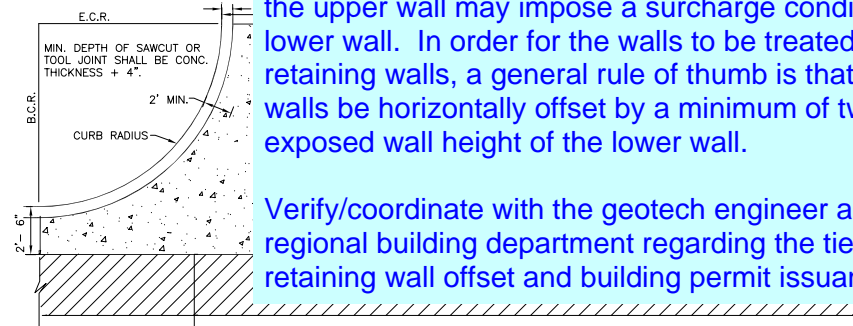 E.C.R.
MIN. DEPTH OF SAWCUT OR
TOOL JOINT SHALL BE CONC.
THICKNESS + 4".
2' MIN.
B.C.R.
CURB RADIUS
2'- 6"
the upper wall may impose a surcharge condi
lower wall. In order for the walls to be treated
retaining walls, a general rule of thumb is that
walls be horizontally offset by a minimum of tw
exposed wall height of the lower wall.
Verify/coordinate with the geotech engineer a
regional building department regarding the tie
retaining wall offset and building permit issuar